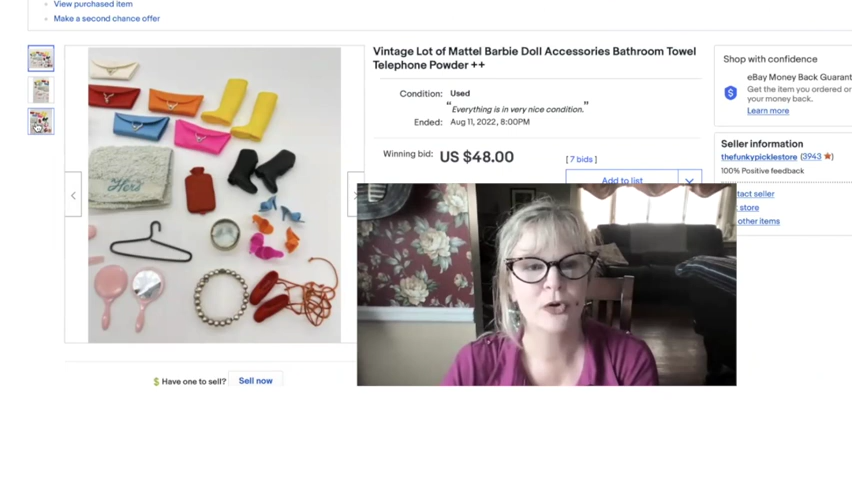 View purchased item
Make a second chance offer
Vintage Lot of Mattel Barbie Doll Accessories Bathroom Towel
Telephone Powder ++
Condition: Used
"Everything is in very nice condition."
Ended: Aug 11, 2022, 8:00PM
Winning bid: US $48.00 [ 7 bids ]
Add to list
Hers
Have one to sell? Sell now
Shop with confidence
eBay Money Back Guarant
Get the item you ordered or
your money back.
Learn more
Seller information
thefunkypicklestore (3943 )
100% Positive feedback
tact seller
store
other items